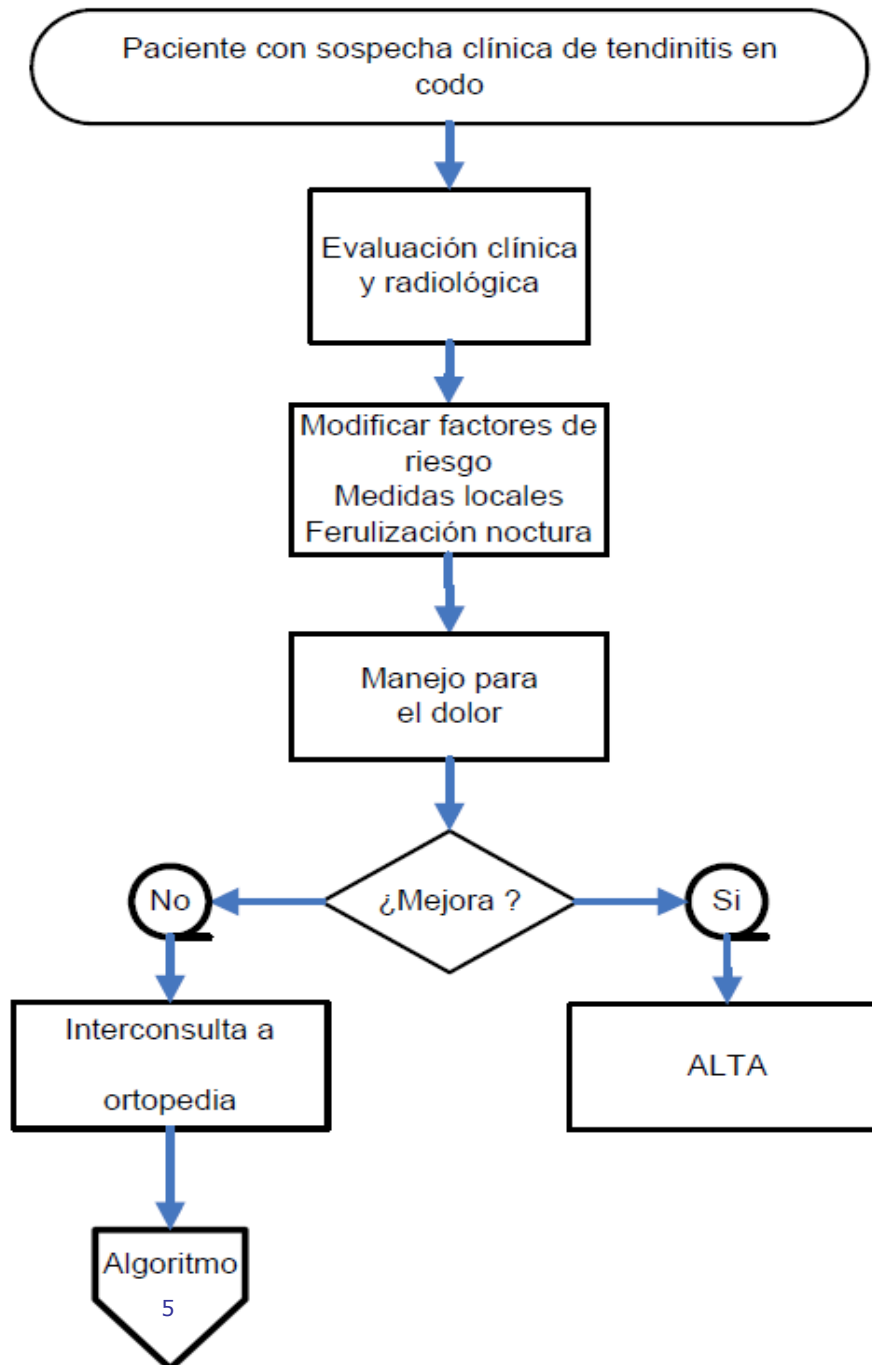 Paciente con sospecha clínica de tendinitis en
codo
Evaluación clínica
y radiológica
Modificar factores de
riesgo
Medidas locales
Ferulización noctura
Manejo para
el dolor
¿Mejora ?
No
Si
Interconsulta a
ortopedia
ALTA
Algoritmo
5